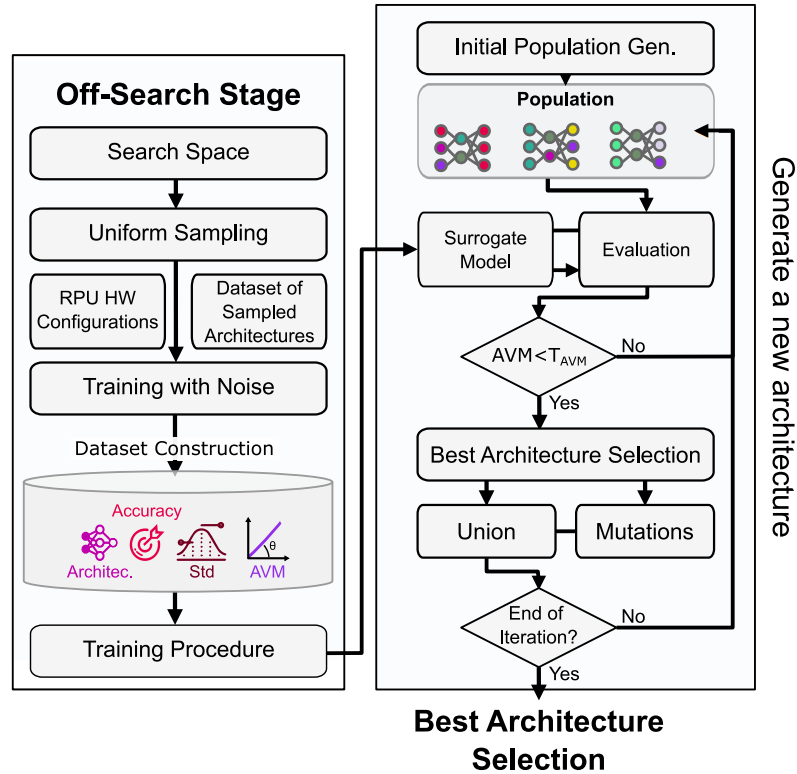 Off-Search Stage
Search Space
Uniform Sampling
RPU HW
Configurations
Dataset of
Sampled
Architectures
Training with Noise
Dataset Construction
Accuracy
Architec.
Std
θ
AVM
Training Procedure
Initial Population Gen.
Population
Surrogate
Model
Evaluation
AVM<T_AVM
No
Yes
Best Architecture Selection
Union
Mutations
End of
Iteration?
No
Yes
Best Architecture
Selection
Generate a new architecture